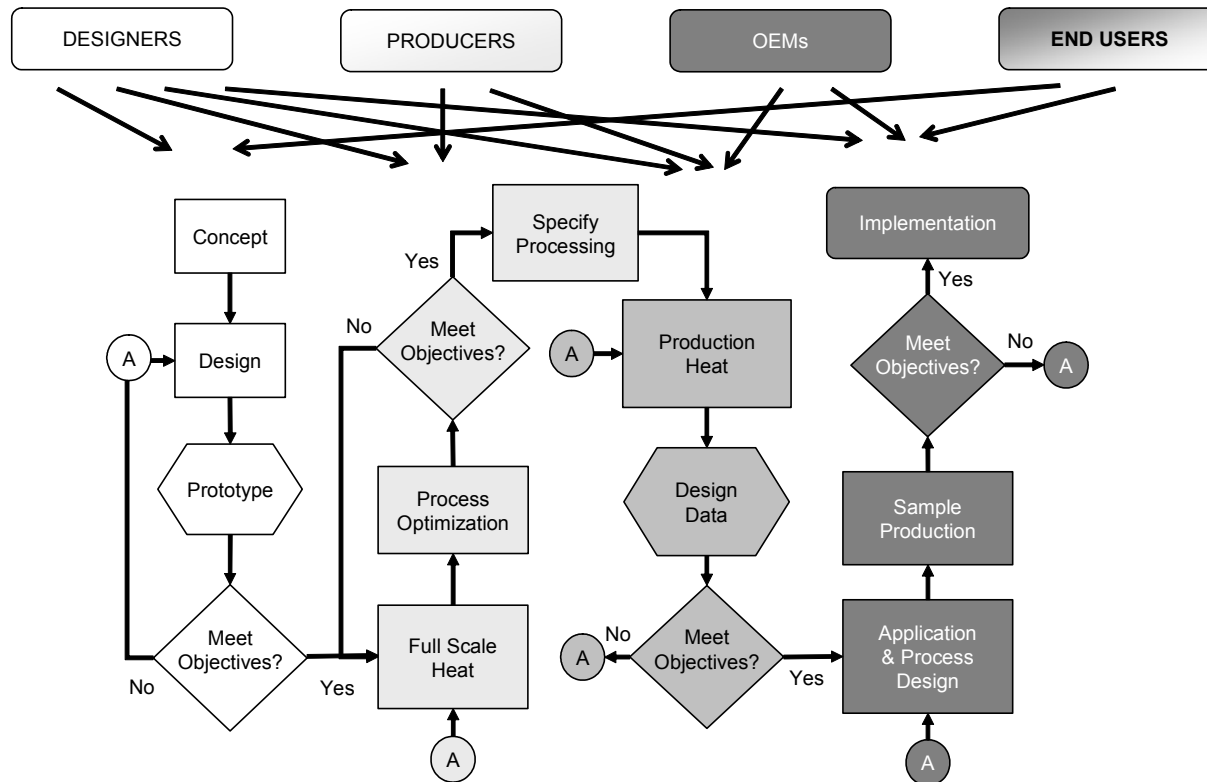 DESIGNERS
PRODUCERS
OEMs
END USERS
Concept
Design
A
Prototype
Meet
Objectives?
No
Yes
Full Scale
Heat
A
Process
Optimization
Meet
Objectives?
No
Yes
Specify
Processing
Production
Heat
A
Design
Data
Meet
Objectives?
No
A
Yes
Application
& Process
Design
A
Sample
Production
Meet
Objectives?
No
A
Yes
Implementation